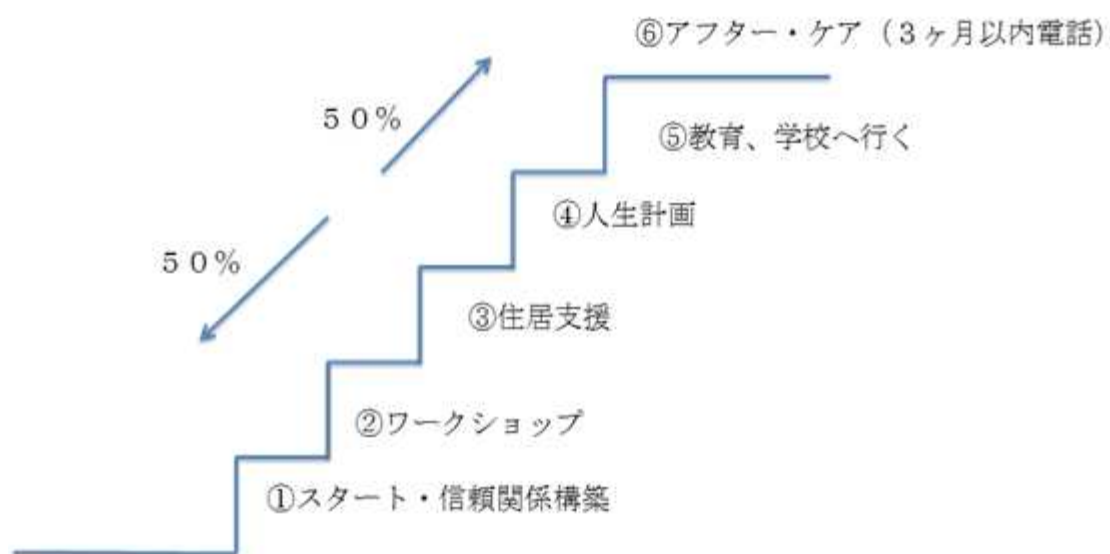 ⑥アフター・ケア（３ヶ月以内電話）
５０％
⑤教育、学校へ行く
④人生計画
５０％
③住居支援
②ワークショップ
①スタート・信頼関係構築